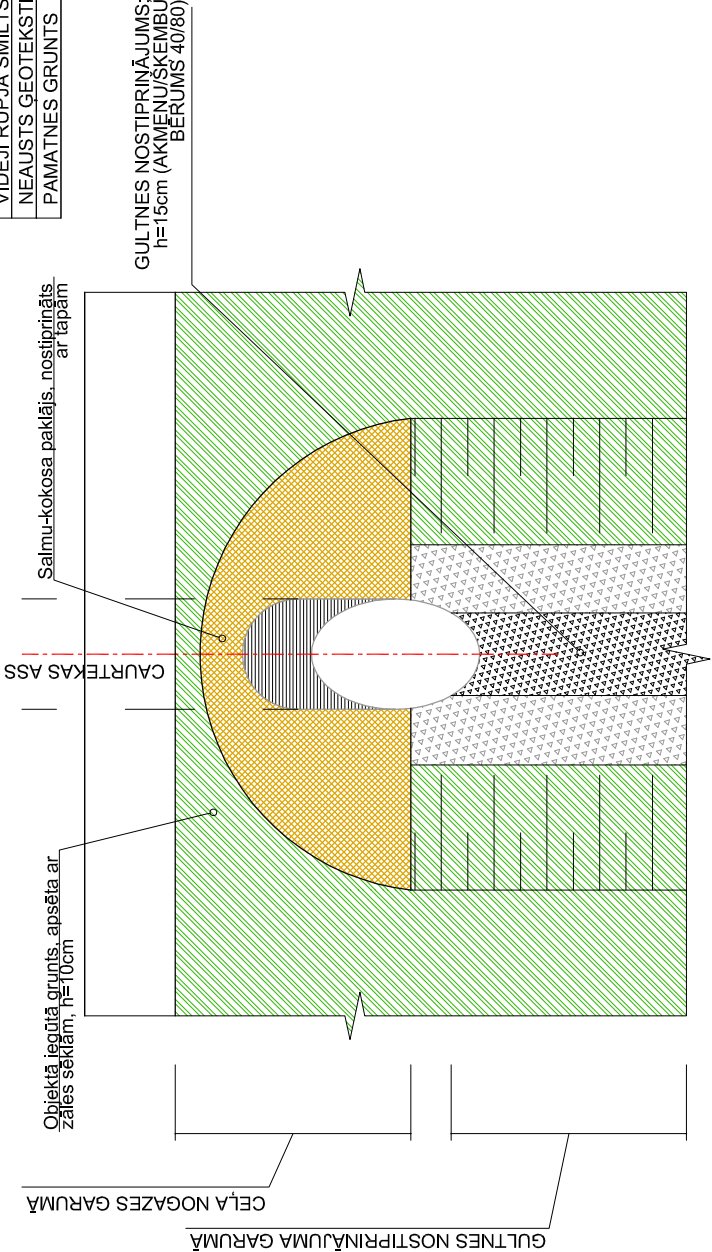 VIDĒJI RUPJA SMILTS
NEAUSTS ĢEOTEKSTI
PAMATNES GRUNTS
GULTNES NOSTIPRINĀJUMS;
h=15cm (AKMEŅU/ŠĶEMBU
BĒRUMS 40/80)
Salmu-kokosa paklājs, nostiprināts
ar tapām
CAURTEKAS ASS
Objektā iegūtā grunts, apsēta ar
zāles sēklām, h=10cm
CEĻA NOGĀZES GARUMĀ
GULTNES NOSTIPRINĀJUMA GARUMĀ